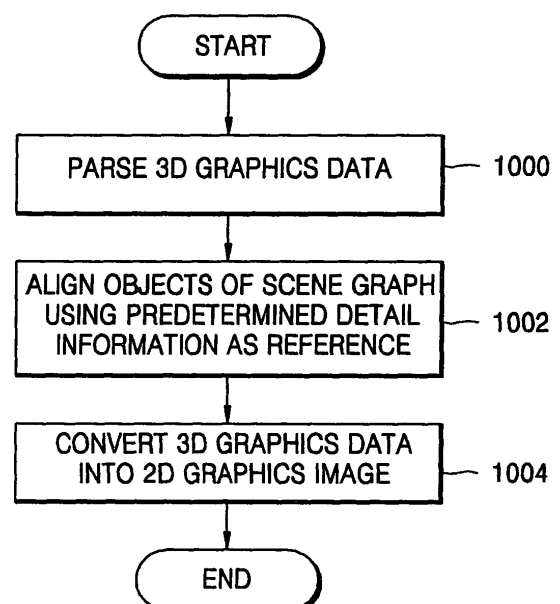 START
PARSE 3D GRAPHICS DATA
1000
ALIGN OBJECTS OF SCENE GRAPH
USING PREDETERMINED DETAIL
INFORMATION AS REFERENCE
1002
CONVERT 3D GRAPHICS DATA
INTO 2D GRAPHICS IMAGE
1004
END